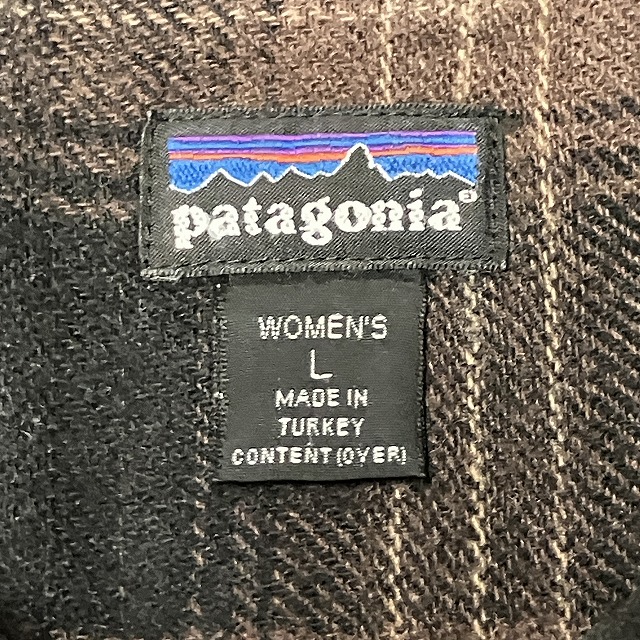 patagonia®
WOMEN'S
L
MADE IN
TURKEY
CONTENT (OVER)